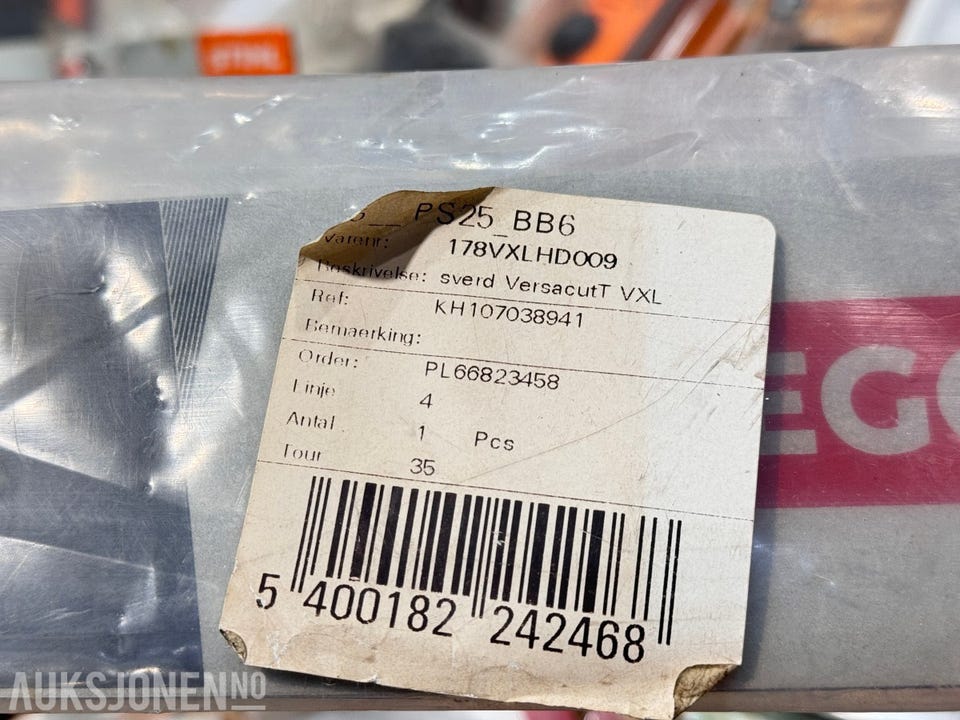 STIHL
PS25_BB6
Varenr: 178VXLHD009
Beskrivelse: sverd VersacutT VXL
Ref: KH107038941
Bemaerking:
Order: PL66823458
Linje 4
Antal 1 Pcs
Tour 35
5 400182 242468
EGO
AUKSJONEN.NO